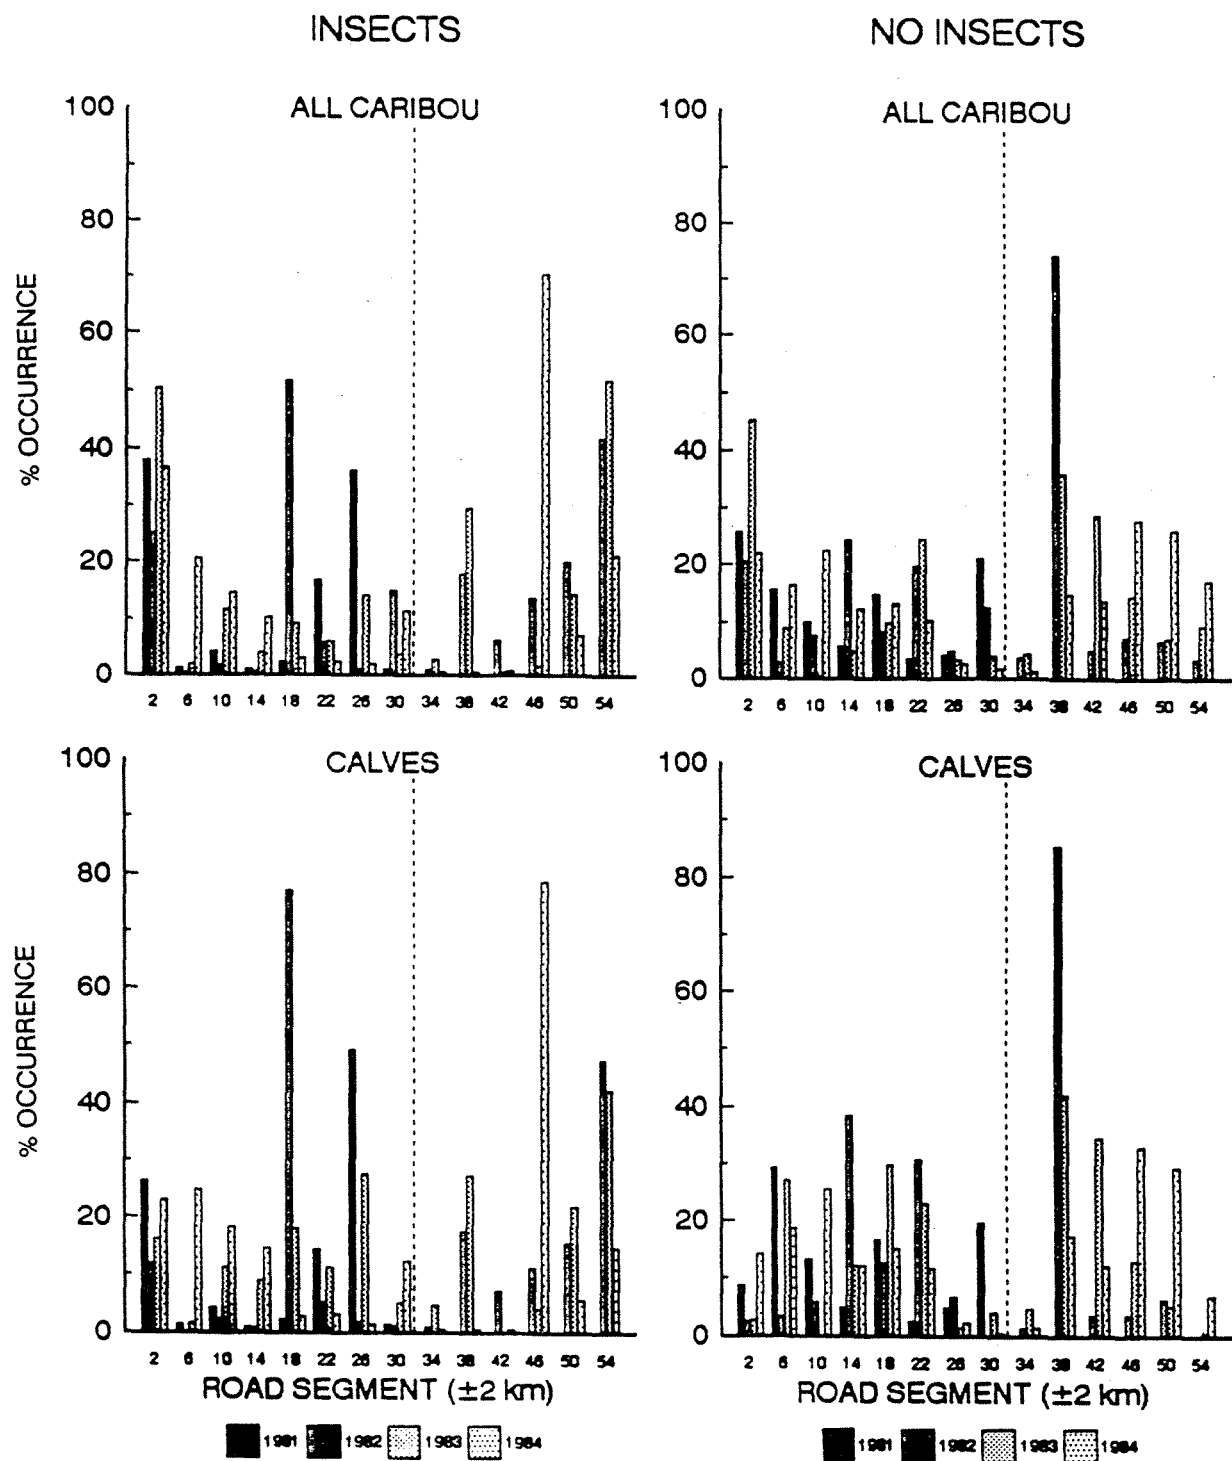 INSECTS
NO INSECTS
ALL CARIBOU
100
80
60
40
20
0
% OCCURRENCE
2 6 10 14 18 22 26 30 34 38 42 46 50 54
ALL CARIBOU
100
80
60
40
20
0
2 6 10 14 18 22 26 30 34 38 42 46 50 54
CALVES
100
80
60
40
20
0
% OCCURRENCE
2 6 10 14 18 22 26 30 34 38 42 46 50 54
ROAD SEGMENT (±2 km)
1981 1982 1983 1984
CALVES
100
80
60
40
20
0
2 6 10 14 18 22 26 30 34 38 42 46 50 54
ROAD SEGMENT (±2 km)
1981 1982 1983 1984